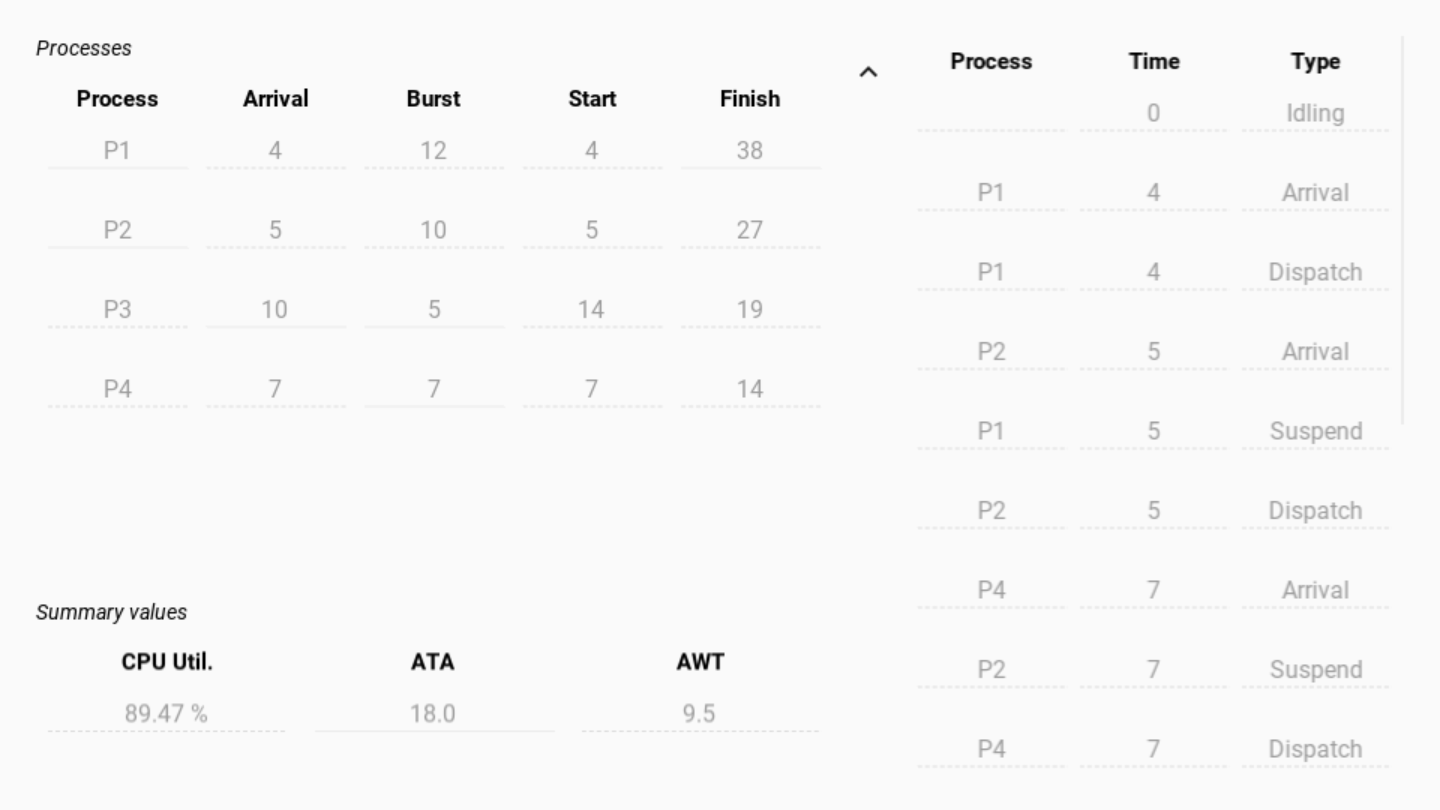 Processes
Process Arrival Burst Start Finish
P1 4 12 4 38
P2 5 10 5 27
P3 10 5 14 19
P4 7 7 7 14
Summary values
CPU Util. ATA AWT
89.47 % 18.0 9.5
Process Time Type
0 Idling
P1 4 Arrival
P1 4 Dispatch
P2 5 Arrival
P1 5 Suspend
P2 5 Dispatch
P4 7 Arrival
P2 7 Suspend
P4 7 Dispatch